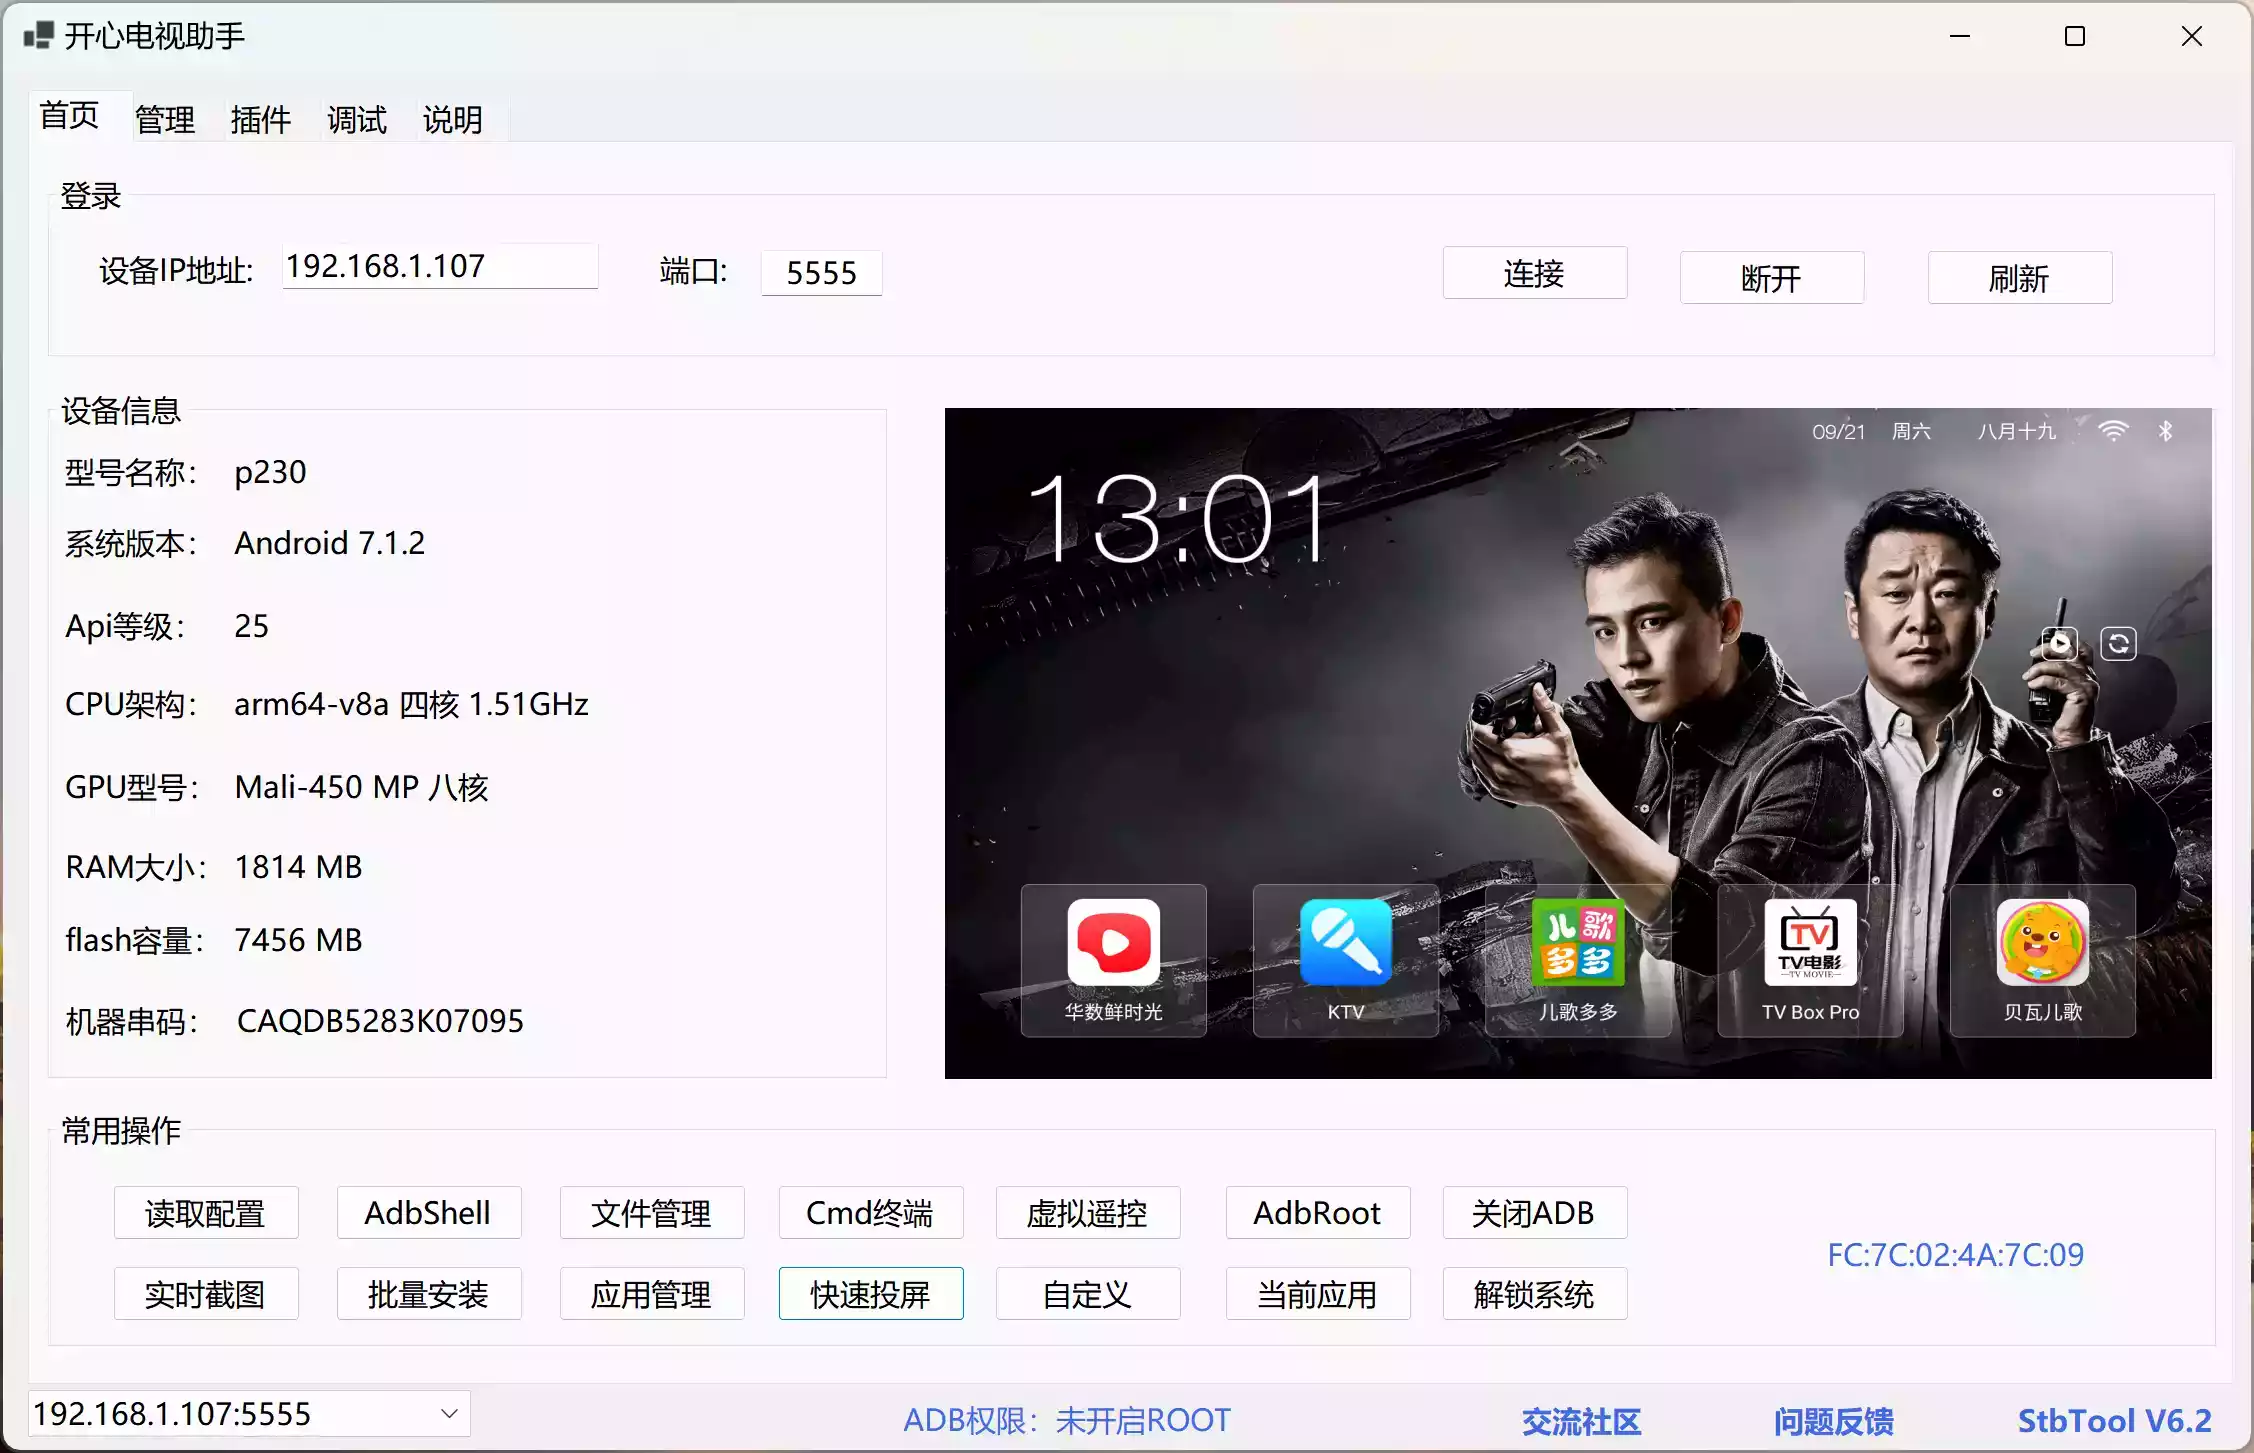 开心电视助手
首页 管理 插件 调试 说明
登录
设备IP地址: 192.168.1.107 端口: 5555 连接 断开 刷新
设备信息
型号名称： p230
系统版本： Android 7.1.2
Api等级： 25
CPU架构： arm64-v8a 四核 1.51GHz
GPU型号： Mali-450 MP 八核
RAM大小： 1814 MB
flash容量： 7456 MB
机器串码： CAQDB5283K07095
09/21 周六 八月十九
13:01
儿歌多多
TV
TV电影
—TV MOVIE—
华数鲜时光 KTV 儿歌多多 TV Box Pro 贝瓦儿歌
常用操作
读取配置 AdbShell 文件管理 Cmd终端 虚拟遥控 AdbRoot 关闭ADB
FC:7C:02:4A:7C:09
实时截图 批量安装 应用管理 快速投屏 自定义 当前应用 解锁系统
192.168.1.107:5555 ADB权限：未开启ROOT 交流社区 问题反馈 StbTool V6.2